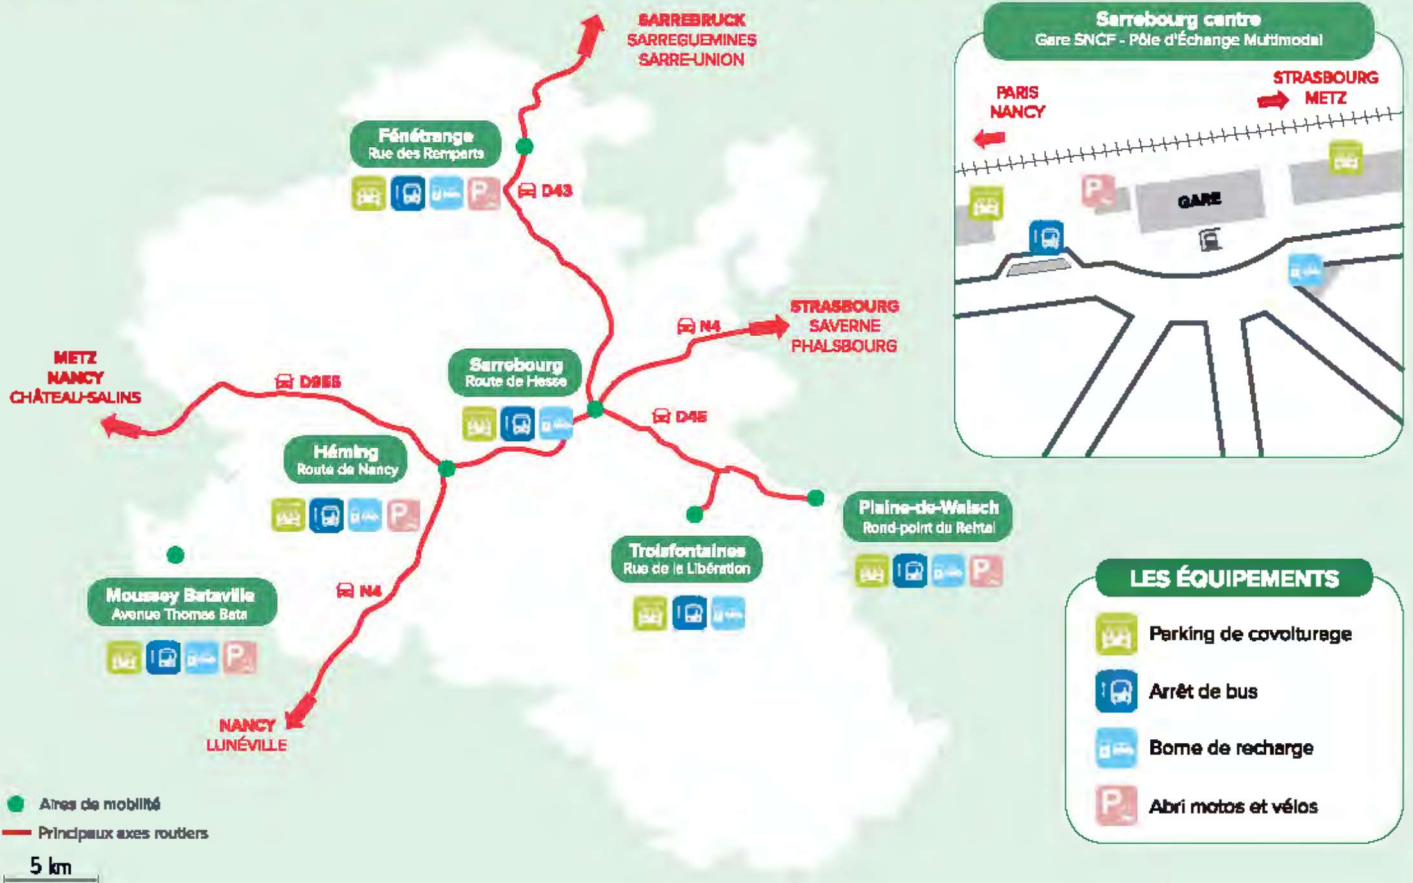 SARREBRUCK
SARREGUEMINES
SARRE-UNION
Fénétrange
Rue des Remparts
D43
STRASBOURG
SAVERNE
PHALSBOURG
N4
METZ
NANCY
CHÂTEAU-SALINS
D955
Sarrebourg
Route de Hesse
D45
Héming
Route de Nancy
Plaine-de-Walsch
Rond-point du Rehtal
Troisfontaines
Rue de la Libération
Moussey Bataville
Avenue Thomas Bata
N4
NANCY
LUNÉVILLE
Aires de mobilité
Principaux axes routiers
5 km
Sarrebourg centre
Gare SNCF - Pôle d'Échange Multimodal
PARIS
NANCY
STRASBOURG
METZ
P
GARE
LES ÉQUIPEMENTS
Parking de covoiturage
Arrêt de bus
Borne de recharge
P
Abri motos et vélos
P
P
P
P